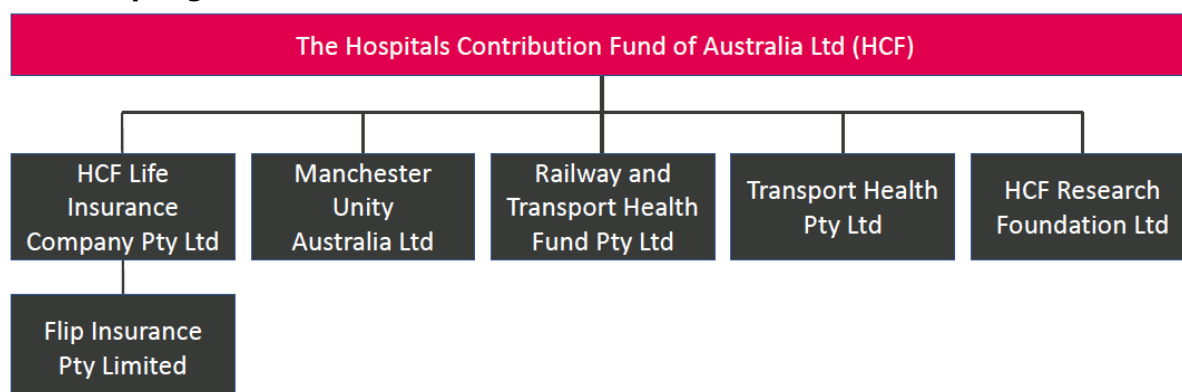 The Hospitals Contribution Fund of Australia Ltd (HCF)
HCF Life
Insurance
Company Pty Ltd
Manchester
Unity
Australia Ltd
Railway and
Transport Health
Fund Pty Ltd
Transport Health
Pty Ltd
HCF Research
Foundation Ltd
Flip Insurance
Pty Limited